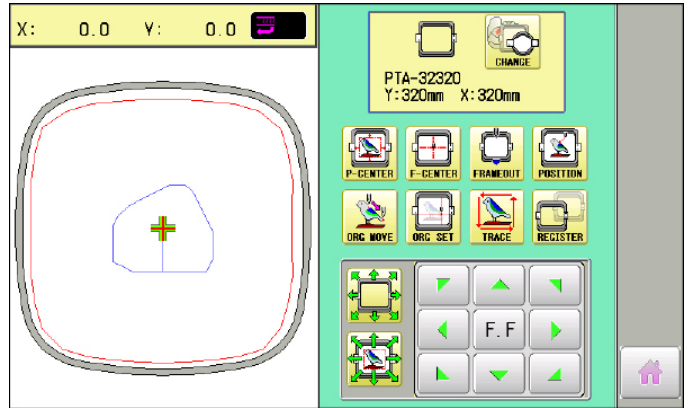 X: 0.0 Y: 0.0
CHANGE
PTA-32320
Y:320mm X:320mm
P-CENTER F-CENTER FRAMEOUT POSITION
ORG MOVE ORG SET TRACE REGISTER
F.F